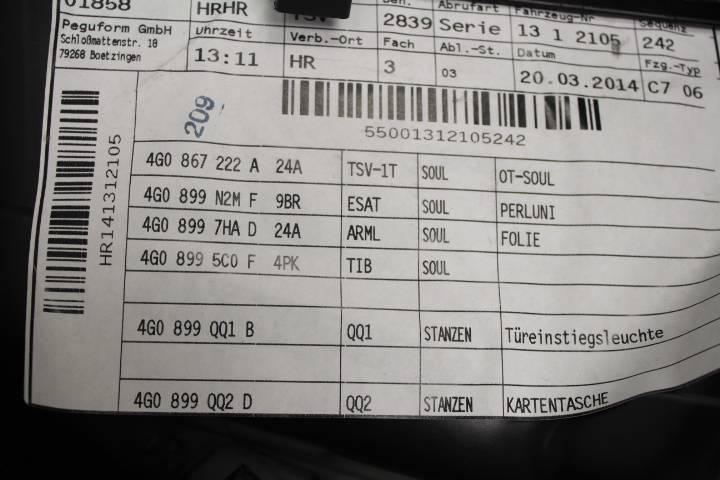 01858 HRHR
Abrufart Fahrzeug-Nr Sequenz
2839 Serie 13 1 2105 242
Peguform GmbH
Schloßmattenstr. 18
79268 Boetzingen
Uhrzeit Verb.-Ort Fach Abl.-St. Datum Fzg.-Typ
13:11 HR 3 03 20.03.2014 C7 06
209
55001312105242
HR141312105
4G0 867 222 A 24A TSV-1T SOUL OT-SOUL
4G0 899 N2M F 9BR ESAT SOUL PERLUNI
4G0 899 7HA D 24A ARML SOUL FOLIE
4G0 899 5C0 F 4PK TIB SOUL
4G0 899 QQ1 B QQ1 STANZEN Türeinstiegsleuchte
4G0 899 QQ2 D QQ2 STANZEN KARTENTASCHE